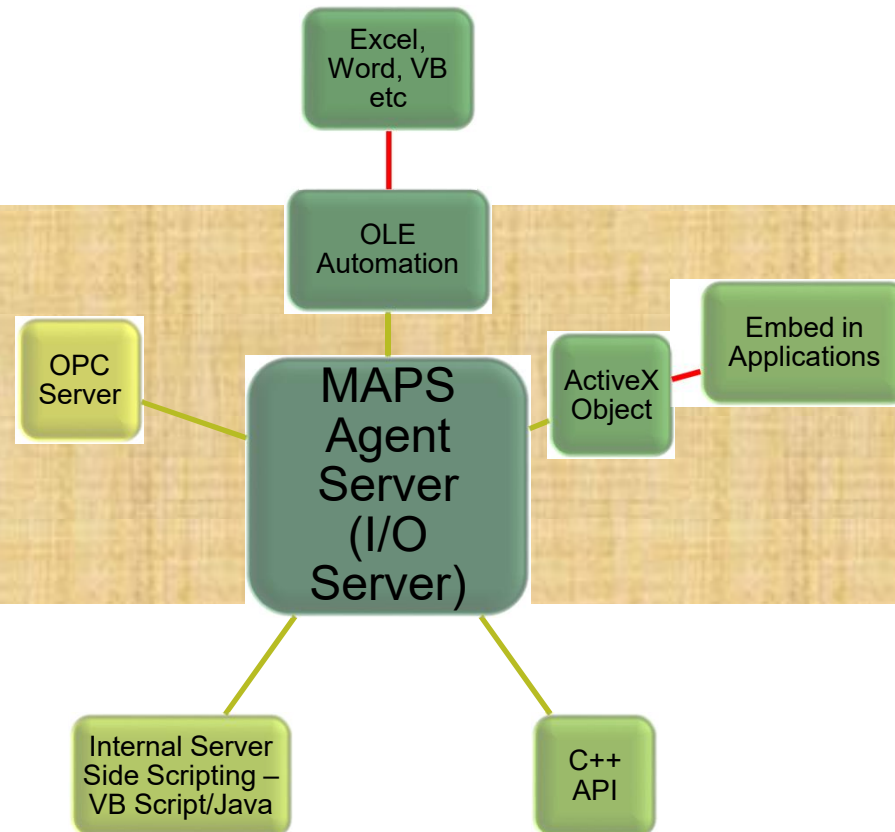 Excel,
Word, VB
etc
OLE
Automation
Embed in
Applications
OPC
Server
ActiveX
Object
MAPS
Agent
Server
(I/O
Server)
Internal Server
Side Scripting –
VB Script/Java
C++
API